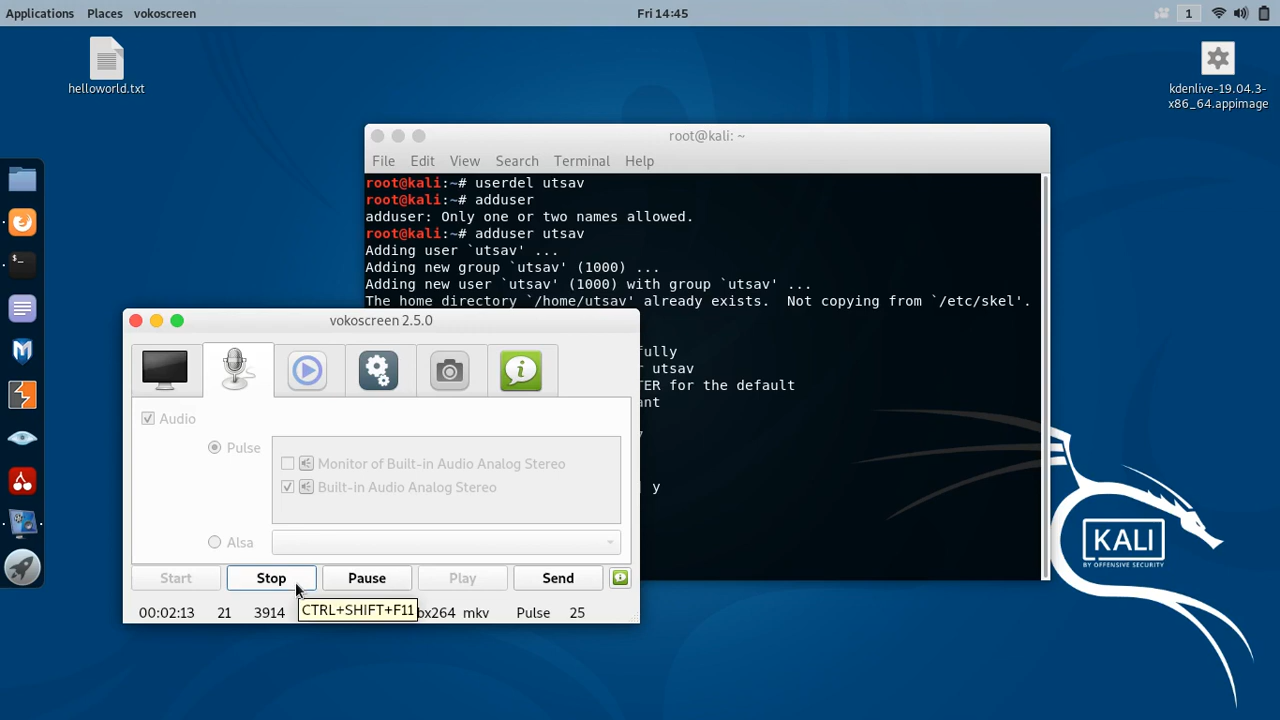 Applications Places vokoscreen Fri 14:45 1
helloworld.txt
kdenlive-19.04.3-
x86_64.appimage
root@kali: ~
File Edit View Search Terminal Help
root@kali:~# userdel utsav
root@kali:~# adduser
adduser: Only one or two names allowed.
root@kali:~# adduser utsav
Adding user `utsav' ...
Adding new group `utsav' (1000) ...
Adding new user `utsav' (1000) with group `utsav' ...
The home directory `/home/utsav' already exists.  Not copying from `/etc/skel'.
fully
utsav
TER for the default
ant
y
vokoscreen 2.5.0
Audio
Pulse
Monitor of Built-in Audio Analog Stereo
Built-in Audio Analog Stereo
Alsa
Start Stop Pause Play Send
CTRL+SHIFT+F11
00:02:13 21 3914 bx264 mkv Pulse 25
KALI
BY OFFENSIVE SECURITY